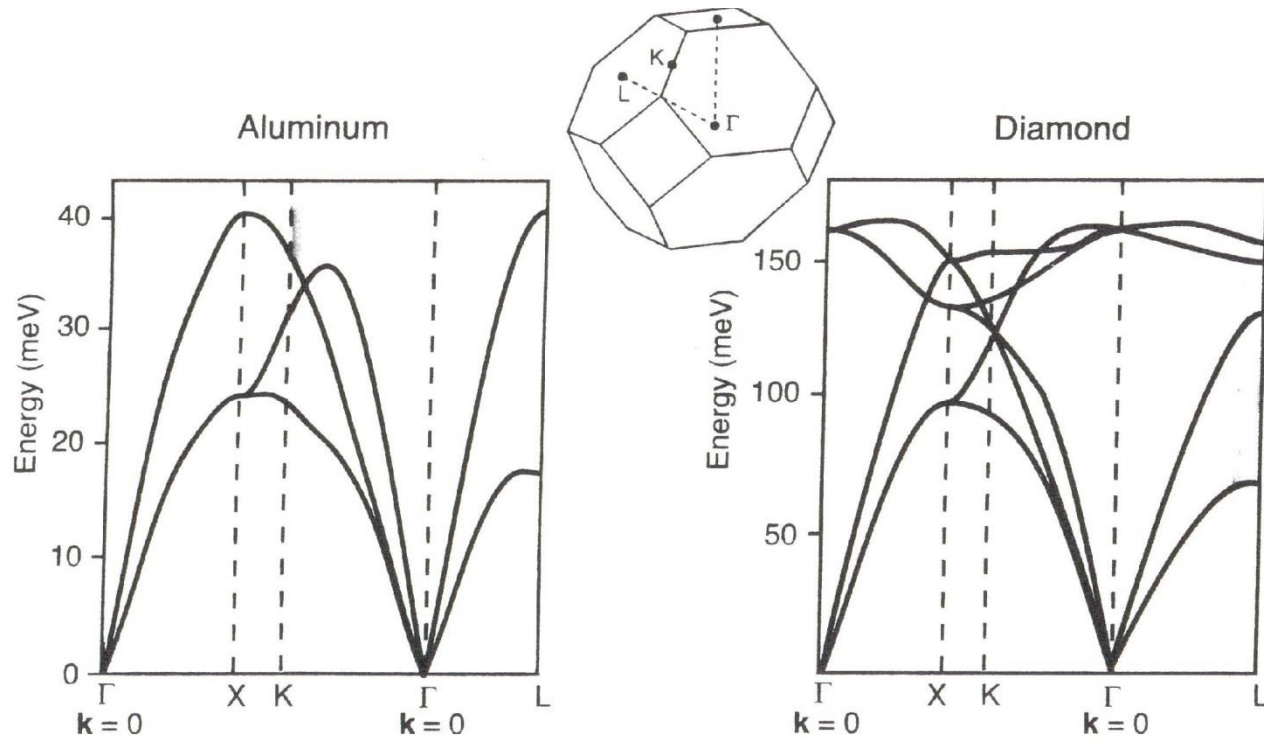 K
L
Γ
Aluminum
Energy (meV)
40
30
20
10
0
Γ X K Γ L
k = 0 k = 0
Diamond
Energy (meV)
150
100
50
Γ X K Γ L
k = 0 k = 0